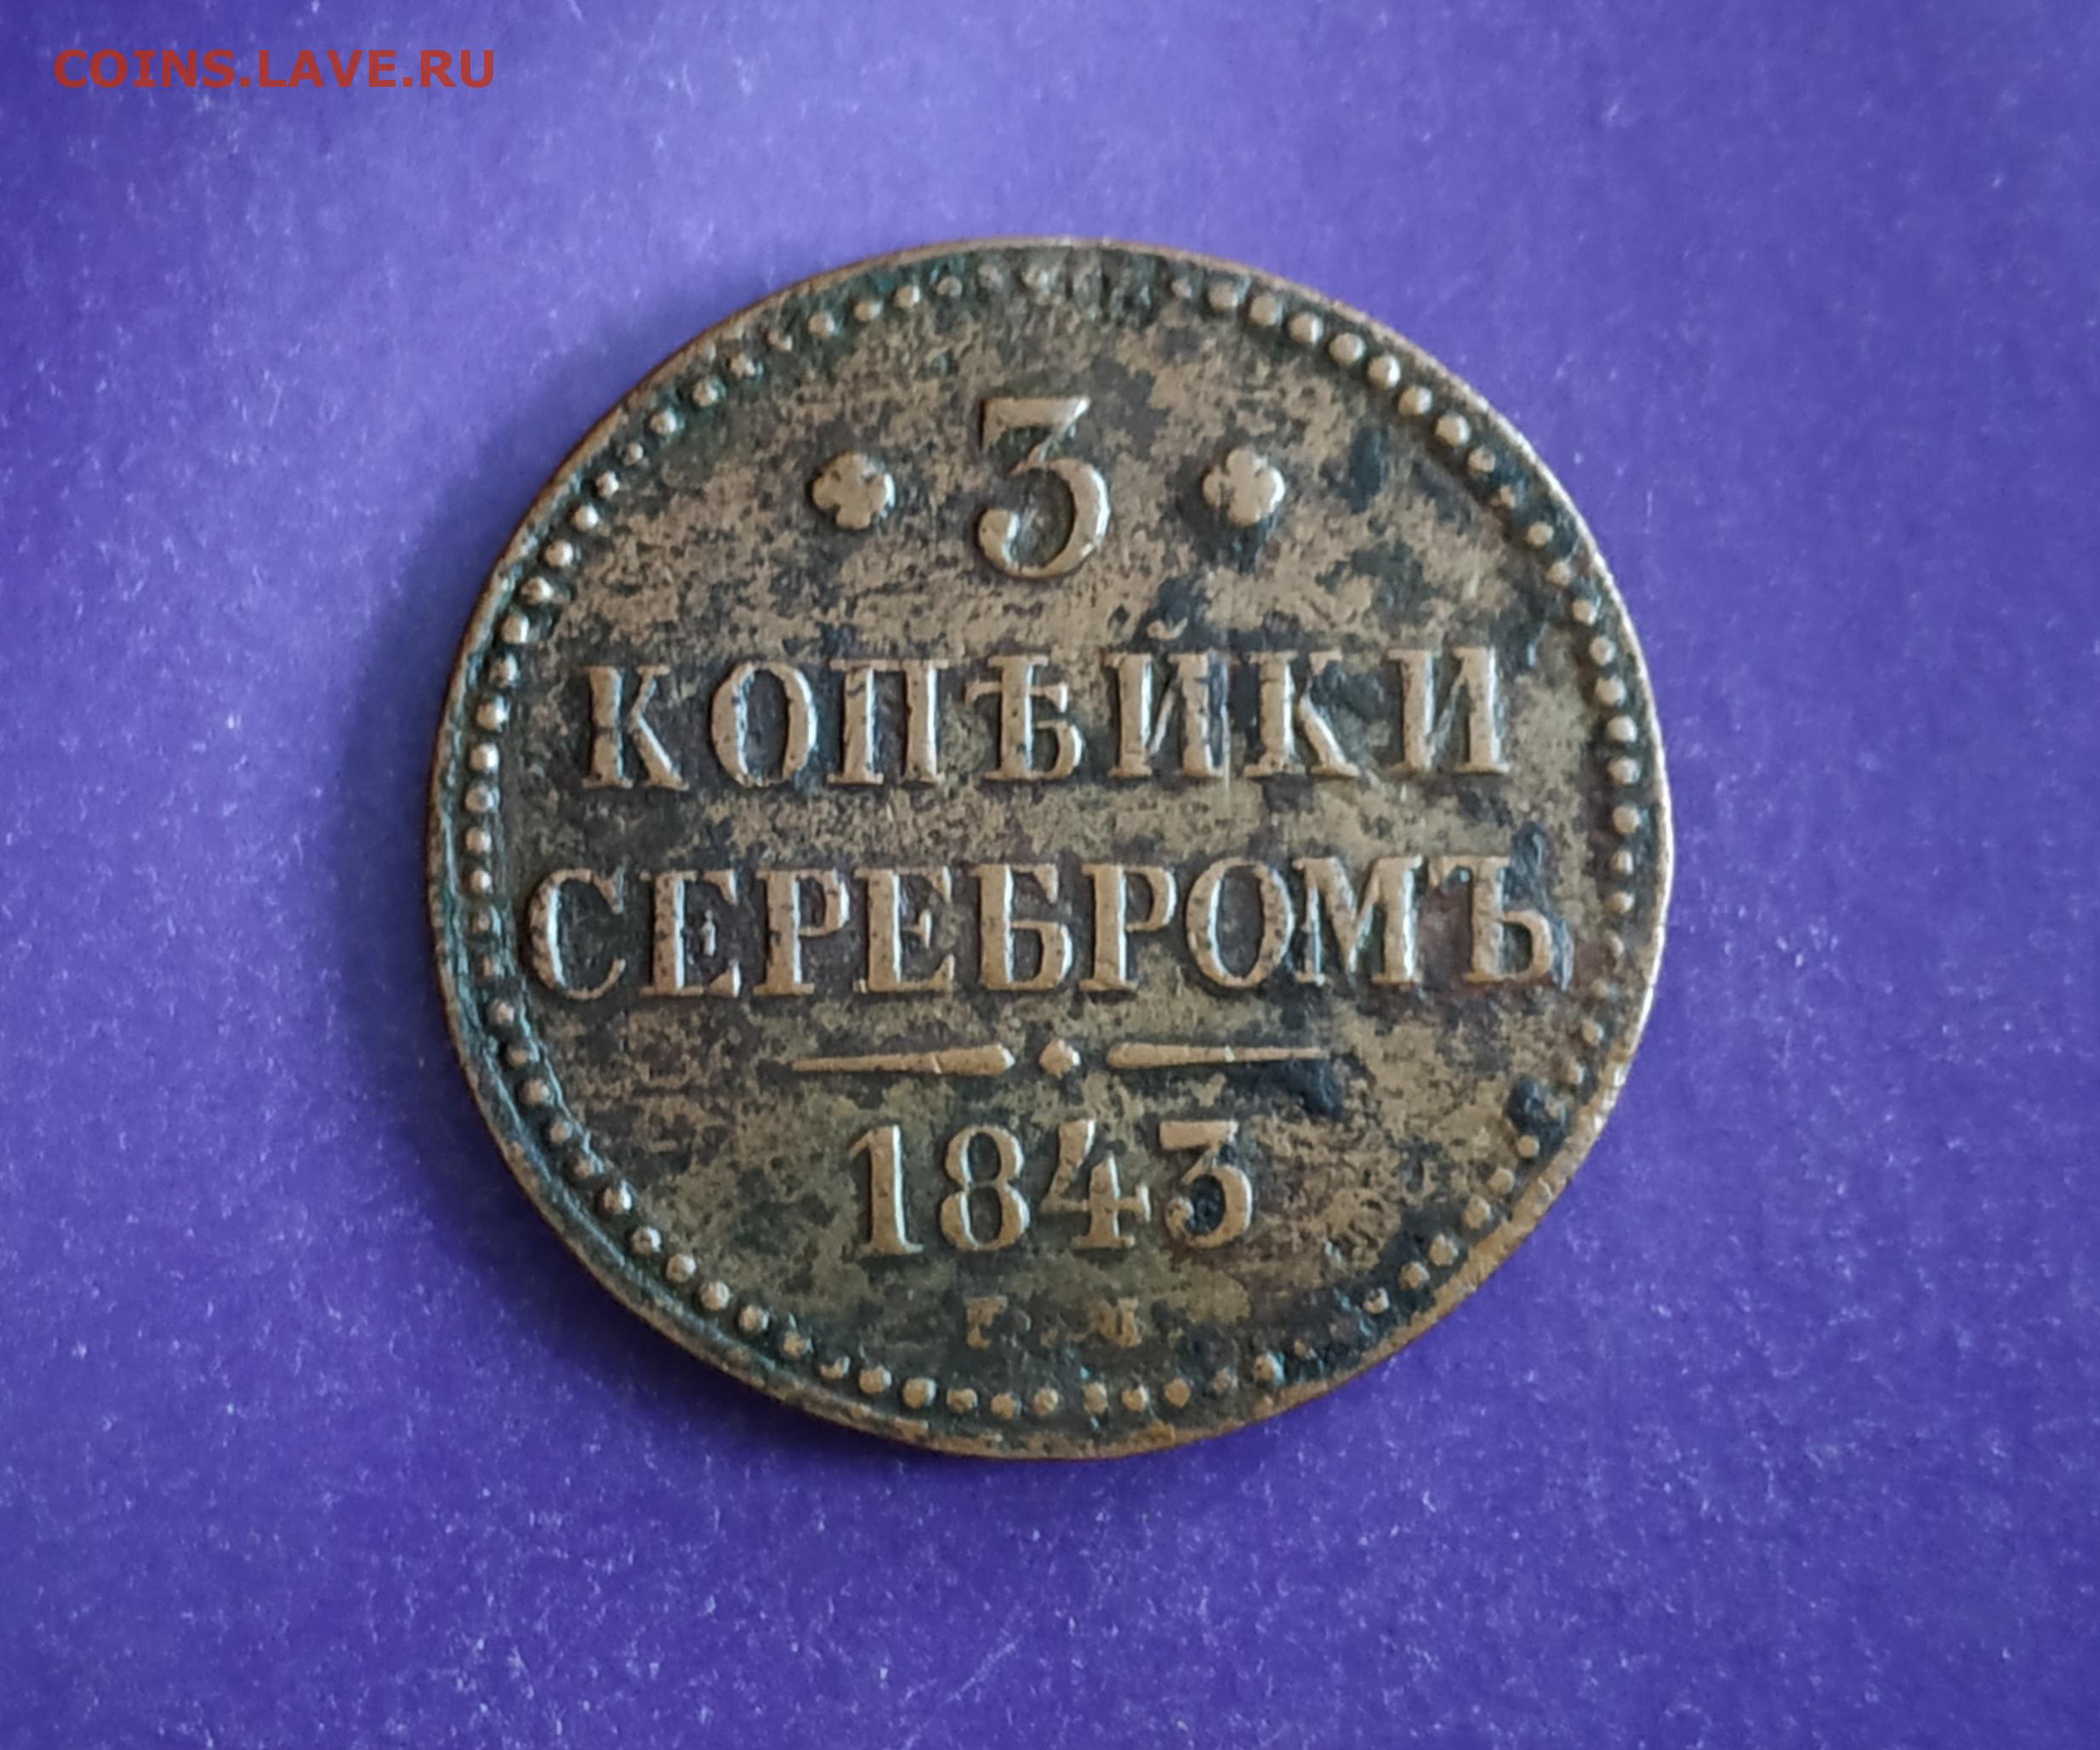 COINS.LAVE.RU
3
КОПѢЙКИ
СЕРЕБРОМЪ
1843